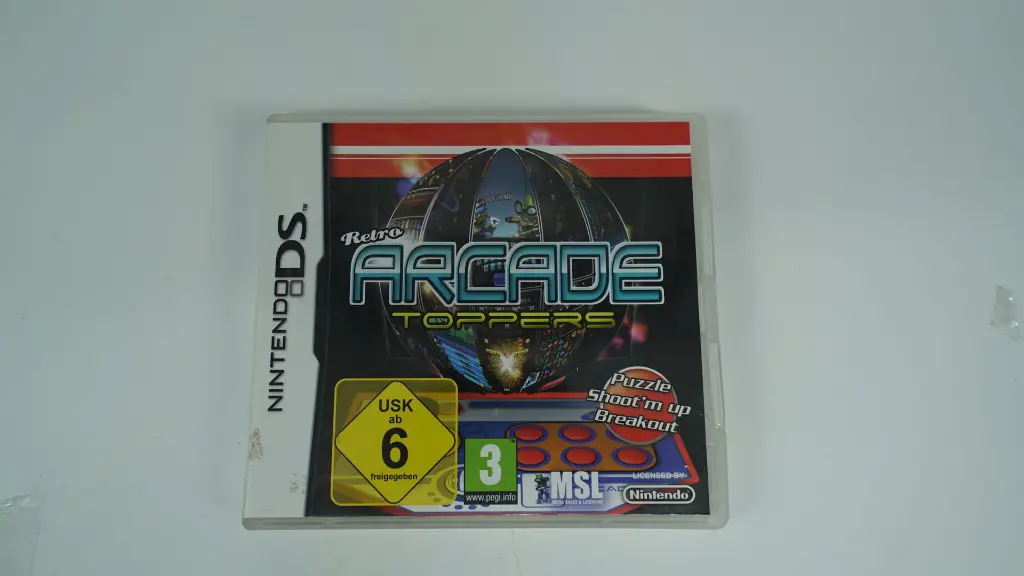 NINTENDO DS™
Retro
ARCADE
TOPPERS
Puzzle
Shoot'm up
Breakout
USK
ab
6
freigegeben
3
www.pegi.info
MSL
LICENSED BY
Nintendo